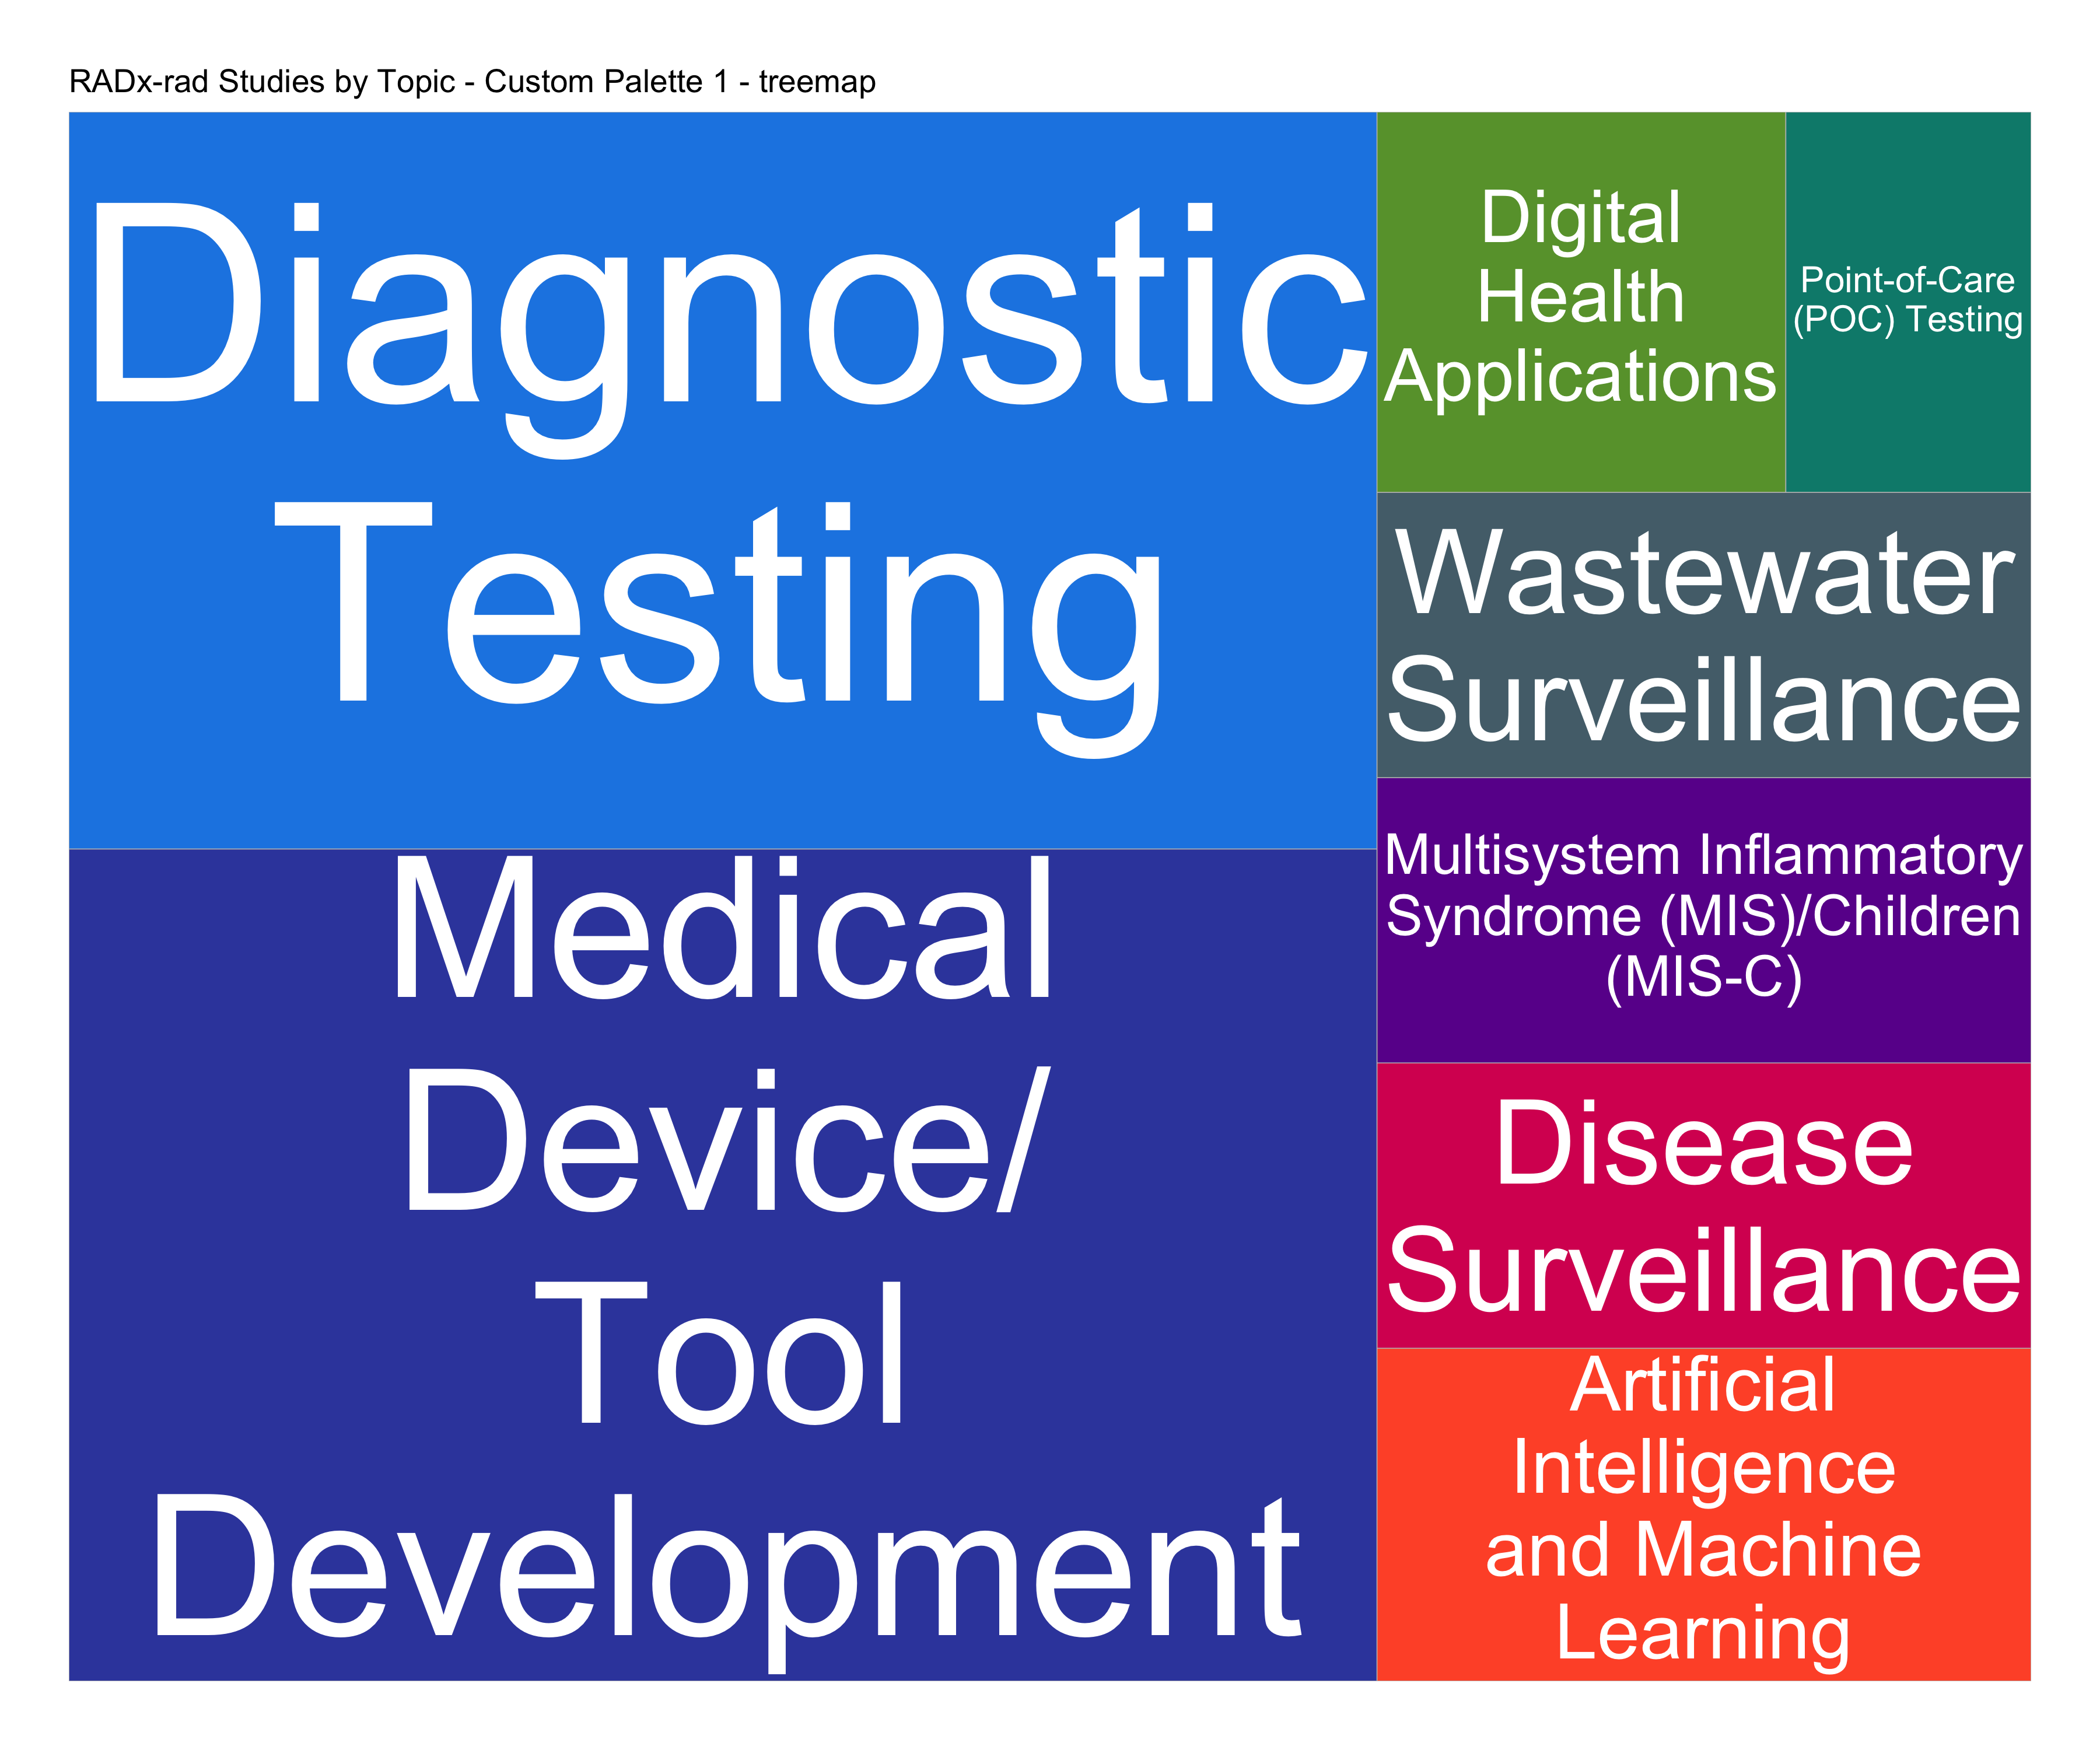 RADx-rad Studies by Topic - Custom Palette 1 - treemap
Diagnostic
Testing
Medical
Device/
Tool
Development
Digital
Health
Applications
Point-of-Care
(POC) Testing
Wastewater
Surveillance
Multisystem Inflammatory
Syndrome (MIS)/Children
(MIS-C)
Disease
Surveillance
Artificial
Intelligence
and Machine
Learning